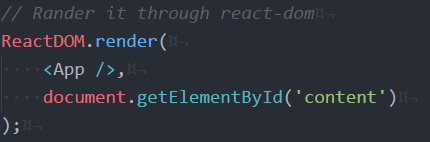 // Rander it through react-dom
ReactDOM.render(
    <App />,
    document.getElementById('content')
);